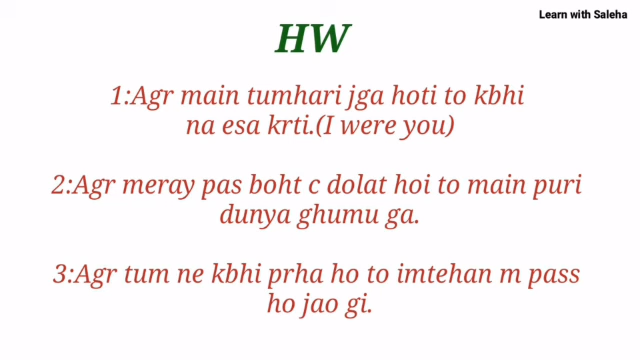 Learn with Saleha
HW
1:Agr main tumhari jga hoti to kbhi
na esa krti.(I were you)
2:Agr meray pas boht c dolat hoi to main puri
dunya ghumu ga.
3:Agr tum ne kbhi prha ho to imtehan m pass
ho jao gi.